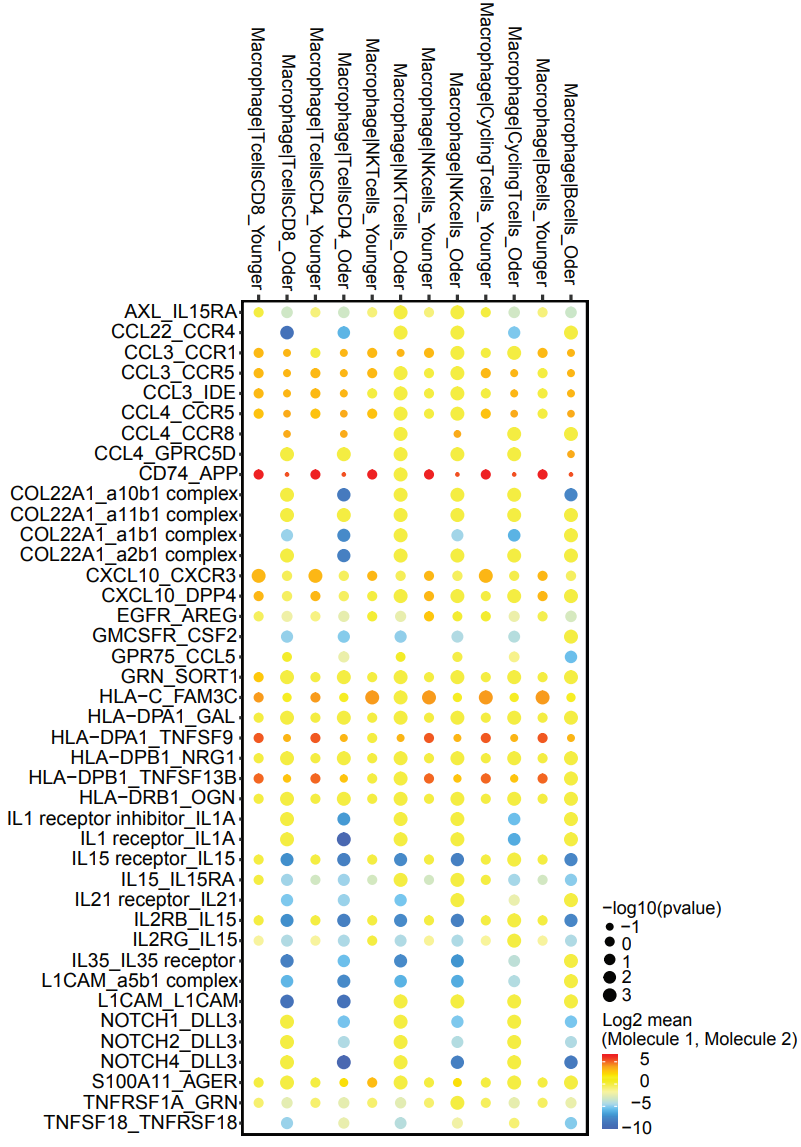 Macrophage|TcellsCD8_Younger
Macrophage|TcellsCD8_Oder
Macrophage|TcellsCD4_Younger
Macrophage|TcellsCD4_Oder
Macrophage|NKTcells_Younger
Macrophage|NKTcells_Oder
Macrophage|NKcells_Younger
Macrophage|NKcells_Oder
Macrophage|CyclingTcells_Younger
Macrophage|CyclingTcells_Oder
Macrophage|Bcells_Younger
Macrophage|Bcells_Oder
AXL_IL15RA
CCL22_CCR4
CCL3_CCR1
CCL3_CCR5
CCL3_IDE
CCL4_CCR5
CCL4_CCR8
CCL4_GPRC5D
CD74_APP
COL22A1_a10b1 complex
COL22A1_a11b1 complex
COL22A1_a1b1 complex
COL22A1_a2b1 complex
CXCL10_CXCR3
CXCL10_DPP4
EGFR_AREG
GMCSFR_CSF2
GPR75_CCL5
GRN_SORT1
HLA−C_FAM3C
HLA−DPA1_GAL
HLA−DPA1_TNFSF9
HLA−DPB1_NRG1
HLA−DPB1_TNFSF13B
HLA−DRB1_OGN
IL1 receptor inhibitor_IL1A
IL1 receptor_IL1A
IL15 receptor_IL15
IL15_IL15RA
IL21 receptor_IL21
IL2RB_IL15
IL2RG_IL15
IL35_IL35 receptor
L1CAM_a5b1 complex
L1CAM_L1CAM
NOTCH1_DLL3
NOTCH2_DLL3
NOTCH4_DLL3
S100A11_AGER
TNFRSF1A_GRN
TNFSF18_TNFRSF18
−log10(pvalue)
−1
0
1
2
3
Log2 mean
(Molecule 1, Molecule 2)
5
0
−5
−10